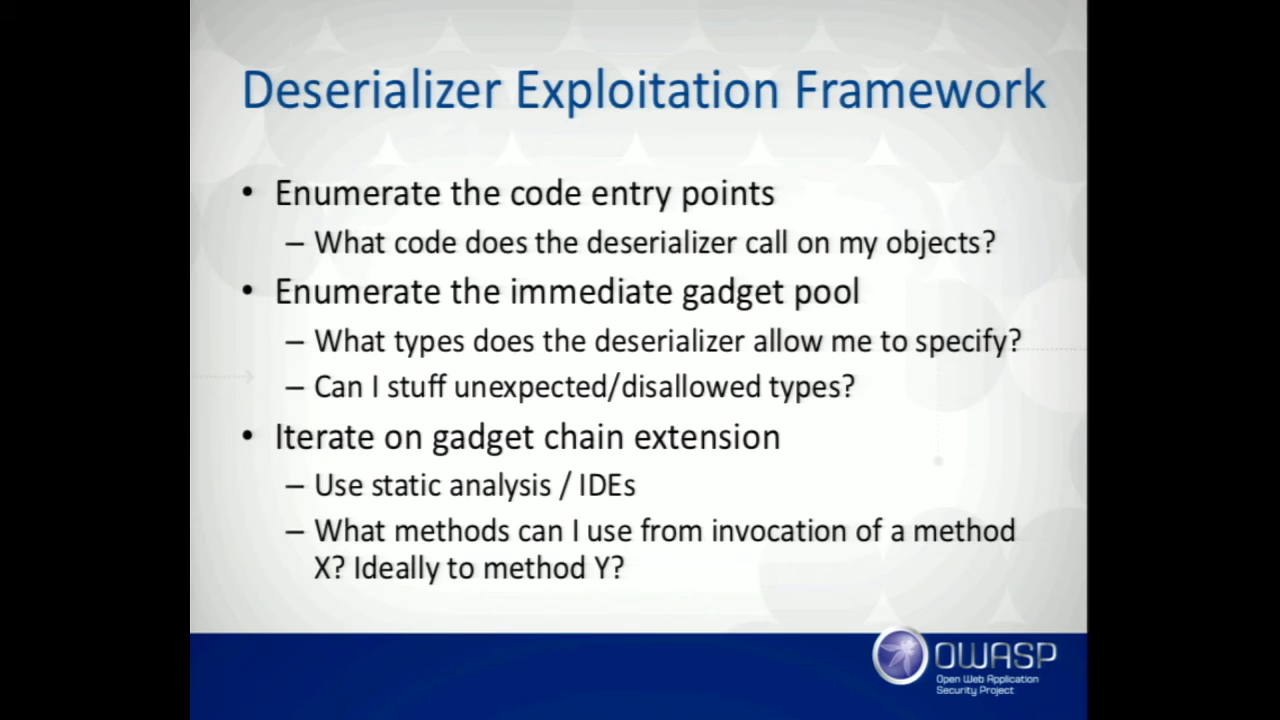 Deserializer Exploitation Framework
• Enumerate the code entry points
– What code does the deserializer call on my objects?
• Enumerate the immediate gadget pool
– What types does the deserializer allow me to specify?
– Can I stuff unexpected/disallowed types?
• Iterate on gadget chain extension
– Use static analysis / IDEs
– What methods can I use from invocation of a method
X? Ideally to method Y?
OWASP
Open Web Application
Security Project